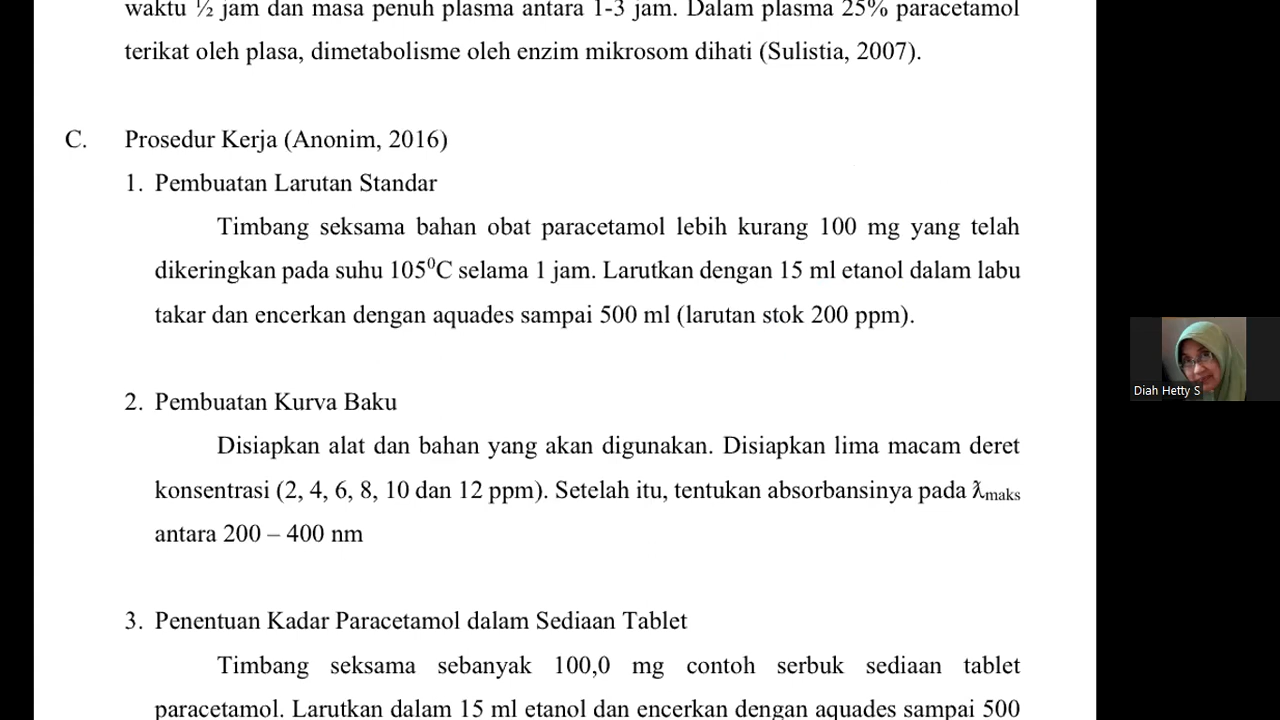 waktu ½ jam dan masa penuh plasma antara 1-3 jam. Dalam plasma 25% paracetamol
terikat oleh plasa, dimetabolisme oleh enzim mikrosom dihati (Sulistia, 2007).
C. Prosedur Kerja (Anonim, 2016)
1. Pembuatan Larutan Standar
Timbang seksama bahan obat paracetamol lebih kurang 100 mg yang telah
dikeringkan pada suhu 105⁰C selama 1 jam. Larutkan dengan 15 ml etanol dalam labu
takar dan encerkan dengan aquades sampai 500 ml (larutan stok 200 ppm).
2. Pembuatan Kurva Baku
Disiapkan alat dan bahan yang akan digunakan. Disiapkan lima macam deret
konsentrasi (2, 4, 6, 8, 10 dan 12 ppm). Setelah itu, tentukan absorbansinya pada λmaks
antara 200 – 400 nm
3. Penentuan Kadar Paracetamol dalam Sediaan Tablet
Timbang seksama sebanyak 100,0 mg contoh serbuk sediaan tablet
paracetamol. Larutkan dalam 15 ml etanol dan encerkan dengan aquades sampai 500
Diah Hetty S